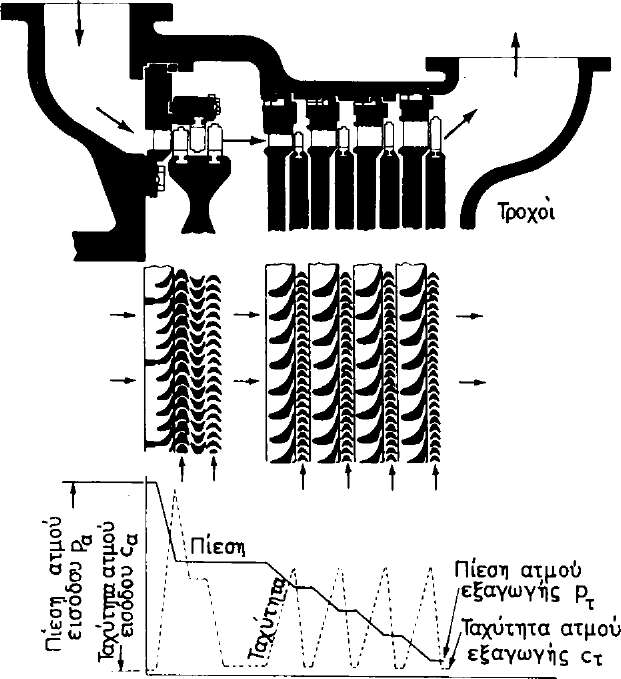 Τροχοί
Πίεση ατμού
εισόδου pα
Ταχύτητα ατμού
εισόδου cα
Πίεση
Ταχύτητα
Πίεση ατμού
εξαγωγής pτ
Ταχύτητα ατμού
εξαγωγής cτ